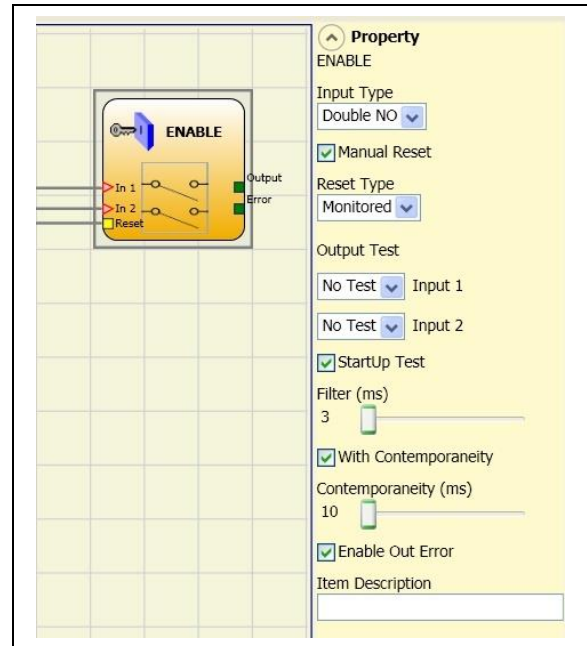 ENABLE
In 1
In 2
Reset
Output
Error
Property
ENABLE
Input Type
Double NO
Manual Reset
Reset Type
Monitored
Output Test
No Test Input 1
No Test Input 2
StartUp Test
Filter (ms)
3
With Contemporaneity
Contemporaneity (ms)
10
Enable Out Error
Item Description